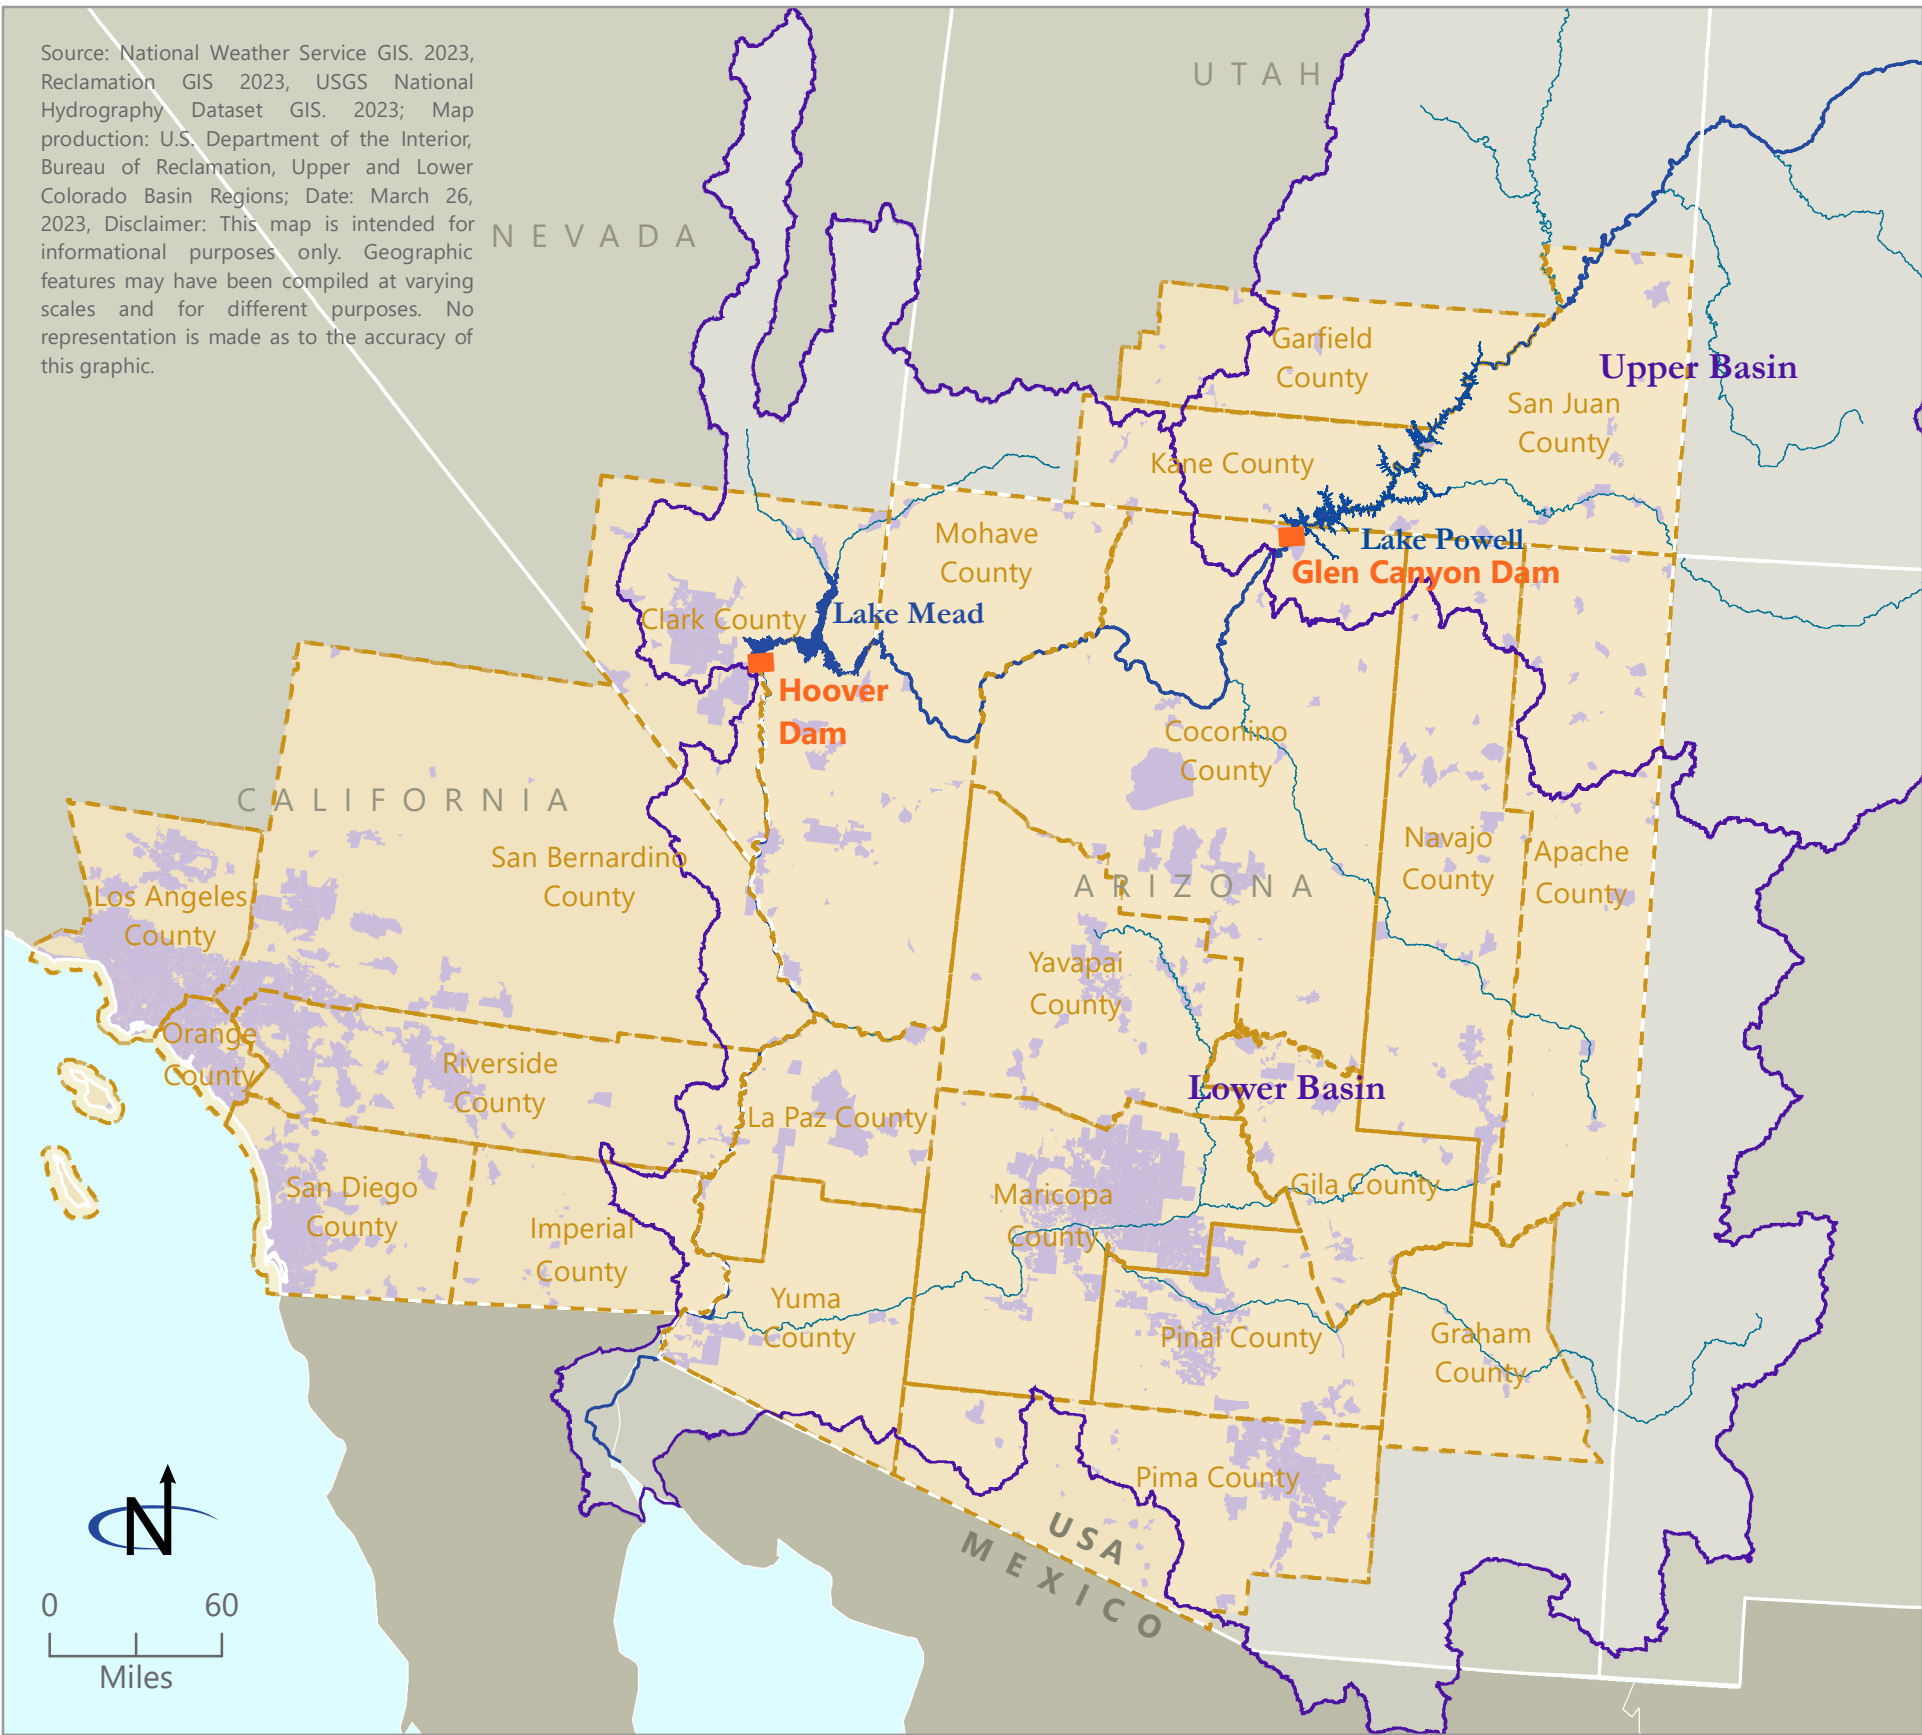 Source: National Weather Service GIS. 2023,
Reclamation GIS 2023, USGS National
Hydrography Dataset GIS. 2023; Map
production: U.S. Department of the Interior,
Bureau of Reclamation, Upper and Lower
Colorado Basin Regions; Date: March 26,
2023, Disclaimer: This map is intended for
informational purposes only. Geographic
features may have been compiled at varying
scales and for different purposes. No
representation is made as to the accuracy of
this graphic.
UTAH
NEVADA
Garfield
County
Upper Basin
San Juan
County
Kane County
Mohave
County
Lake Powell
Glen Canyon Dam
Clark County
Lake Mead
Hoover
Dam
Coconino
County
CALIFORNIA
San Bernardino
County
Navajo
County
Apache
County
ARIZONA
Los Angeles
County
Yavapai
County
Orange
County
Riverside
County
Lower Basin
La Paz County
San Diego
County
Imperial
County
Maricopa
County
Gila County
Yuma
County
Pinal County
Graham
County
Pima County
USA
MEXICO
N
0 60
Miles